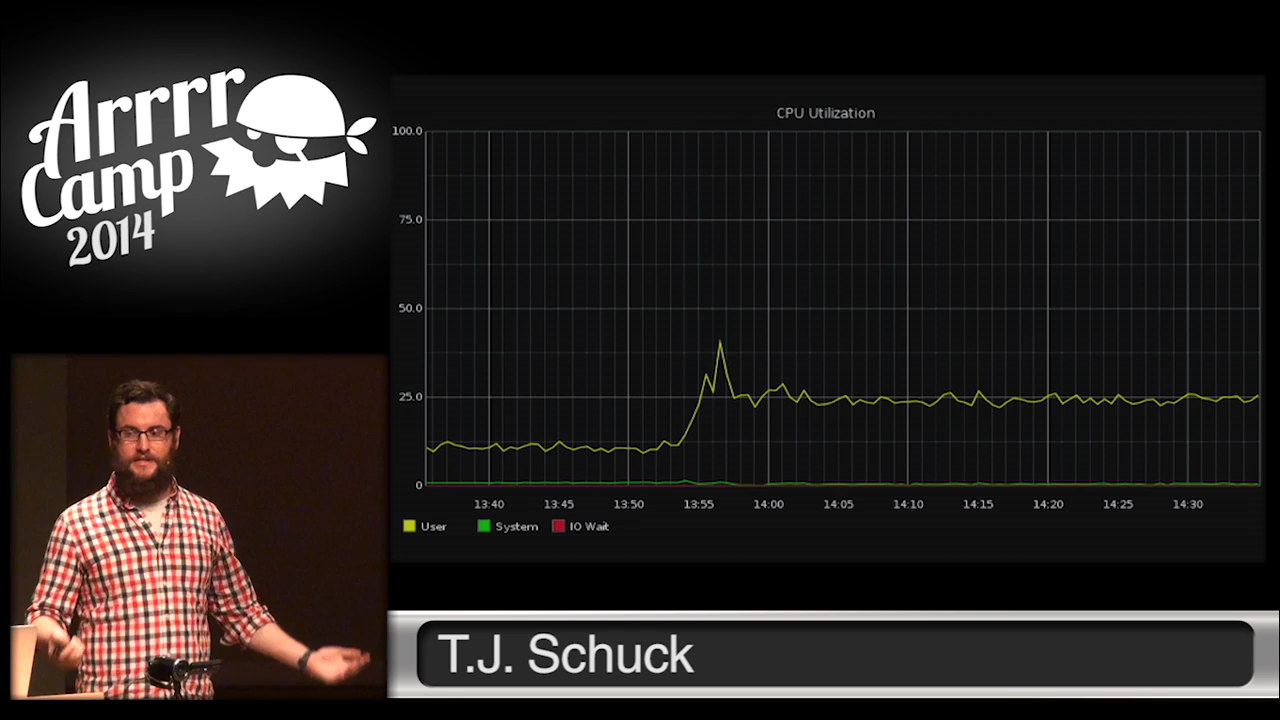 Arrrr
Camp
2014
CPU Utilization
100.0
75.0
50.0
25.0
0
13:40 13:45 13:50 13:55 14:00 14:05 14:10 14:15 14:20 14:25 14:30
User System IO Wait
T.J. Schuck